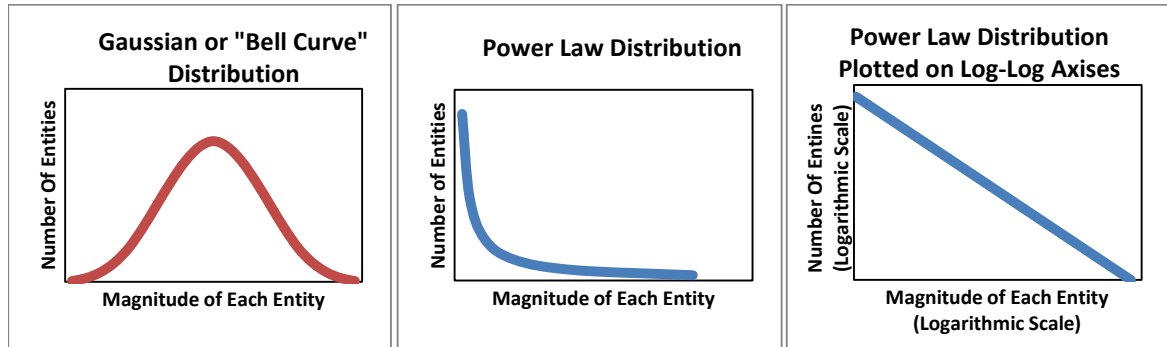 Gaussian or "Bell Curve"
Distribution
Number Of Entities
Magnitude of Each Entity
Power Law Distribution
Number of Entities
Magnitude of Each Entity
Power Law Distribution
Plotted on Log-Log Axises
Number Of Entines
(Logarithmic Scale)
Magnitude of Each Entity
(Logarithmic Scale)